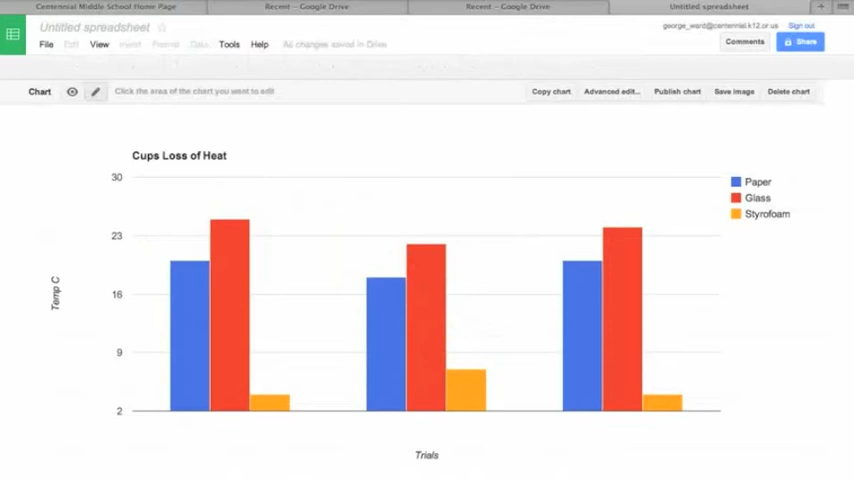 Centennial Middle School Home Page
Recent – Google Drive
Recent – Google Drive
Untitled spreadsheet
Untitled spreadsheet
george_ward@centennial.k12.or.us
Sign out
File Edit View Insert Format Data Tools Help All changes saved in Drive
Comments
Share
Chart
Click the area of the chart you want to edit
Copy chart
Advanced edit...
Publish chart
Save image
Delete chart
Cups Loss of Heat
30
23
16
9
2
Temp C
Trials
Paper
Glass
Styrofoam